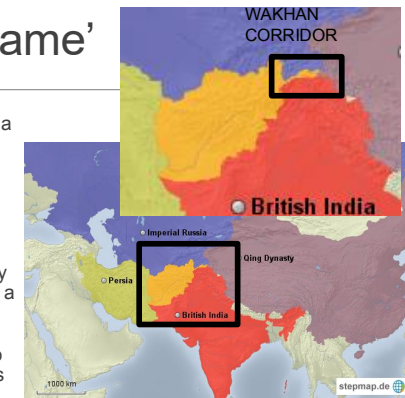 ame’
WAKHAN
CORRIDOR
British India
a
y
a
s
Imperial Russia
Qing Dynasty
Persia
British India
1000 km
stepmap.de